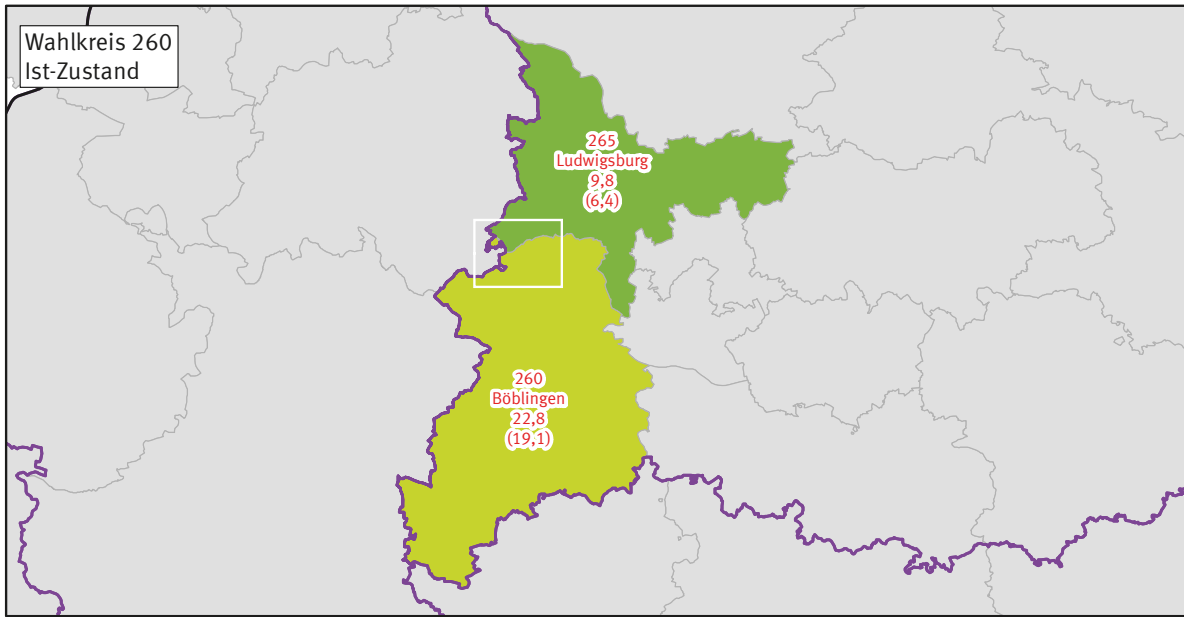 Wahlkreis 260
Ist-Zustand
265
Ludwigsburg
9,8
(6,4)
260
Böblingen
22,8
(19,1)